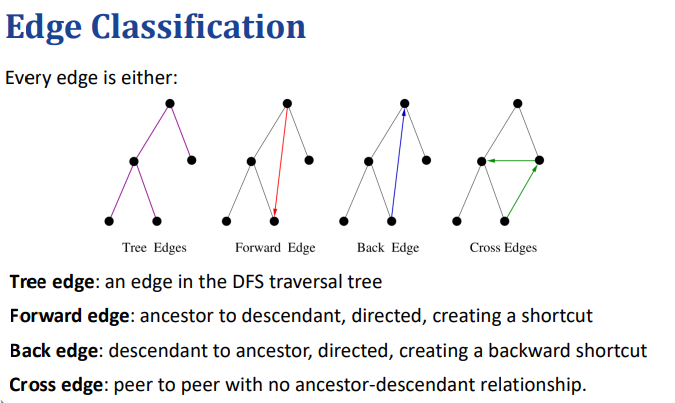 Edge Classification
Every edge is either:
Tree Edges
Forward Edge
Back Edge
Cross Edges
Tree edge: an edge in the DFS traversal tree
Forward edge: ancestor to descendant, directed, creating a shortcut
Back edge: descendant to ancestor, directed, creating a backward shortcut
Cross edge: peer to peer with no ancestor-descendant relationship.